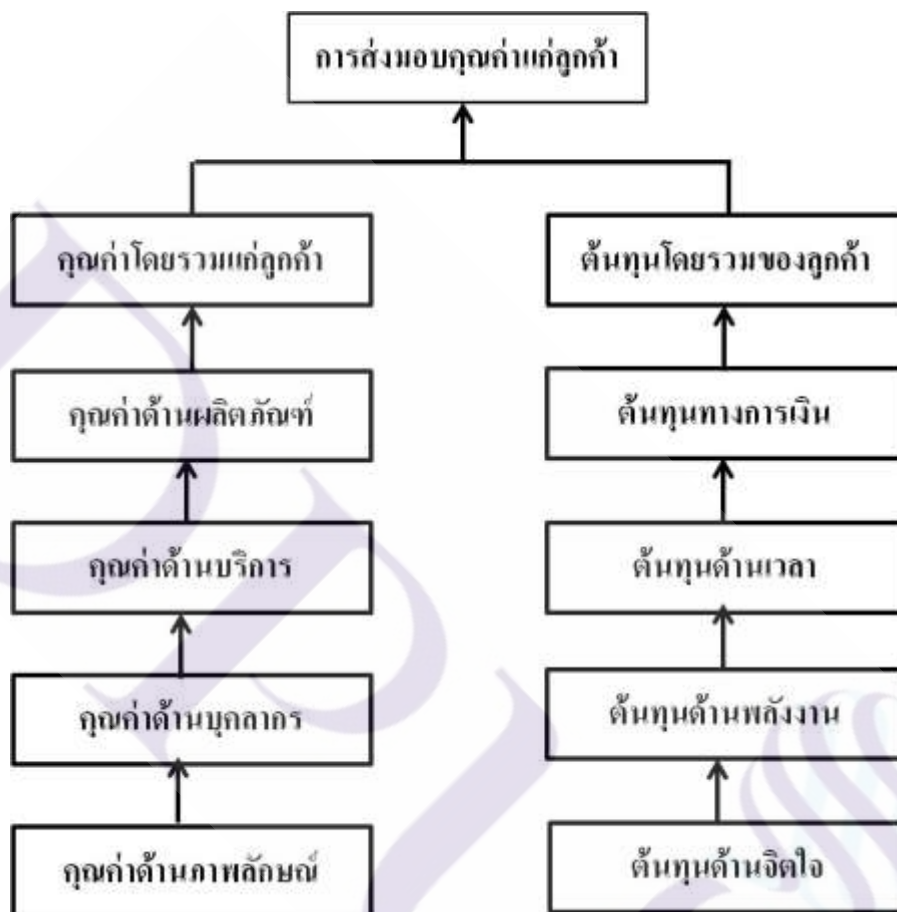 การส่งมอบคุณค่าแก่ลูกค้า
คุณค่าโดยรวมแก่ลูกค้า
ต้นทุนโดยรวมของลูกค้า
คุณค่าด้านผลิตภัณฑ์
ต้นทุนทางการเงิน
คุณค่าด้านบริการ
ต้นทุนด้านเวลา
คุณค่าด้านบุคลากร
ต้นทุนด้านพลังงาน
คุณค่าด้านภาพลักษณ์
ต้นทุนด้านจิตใจ